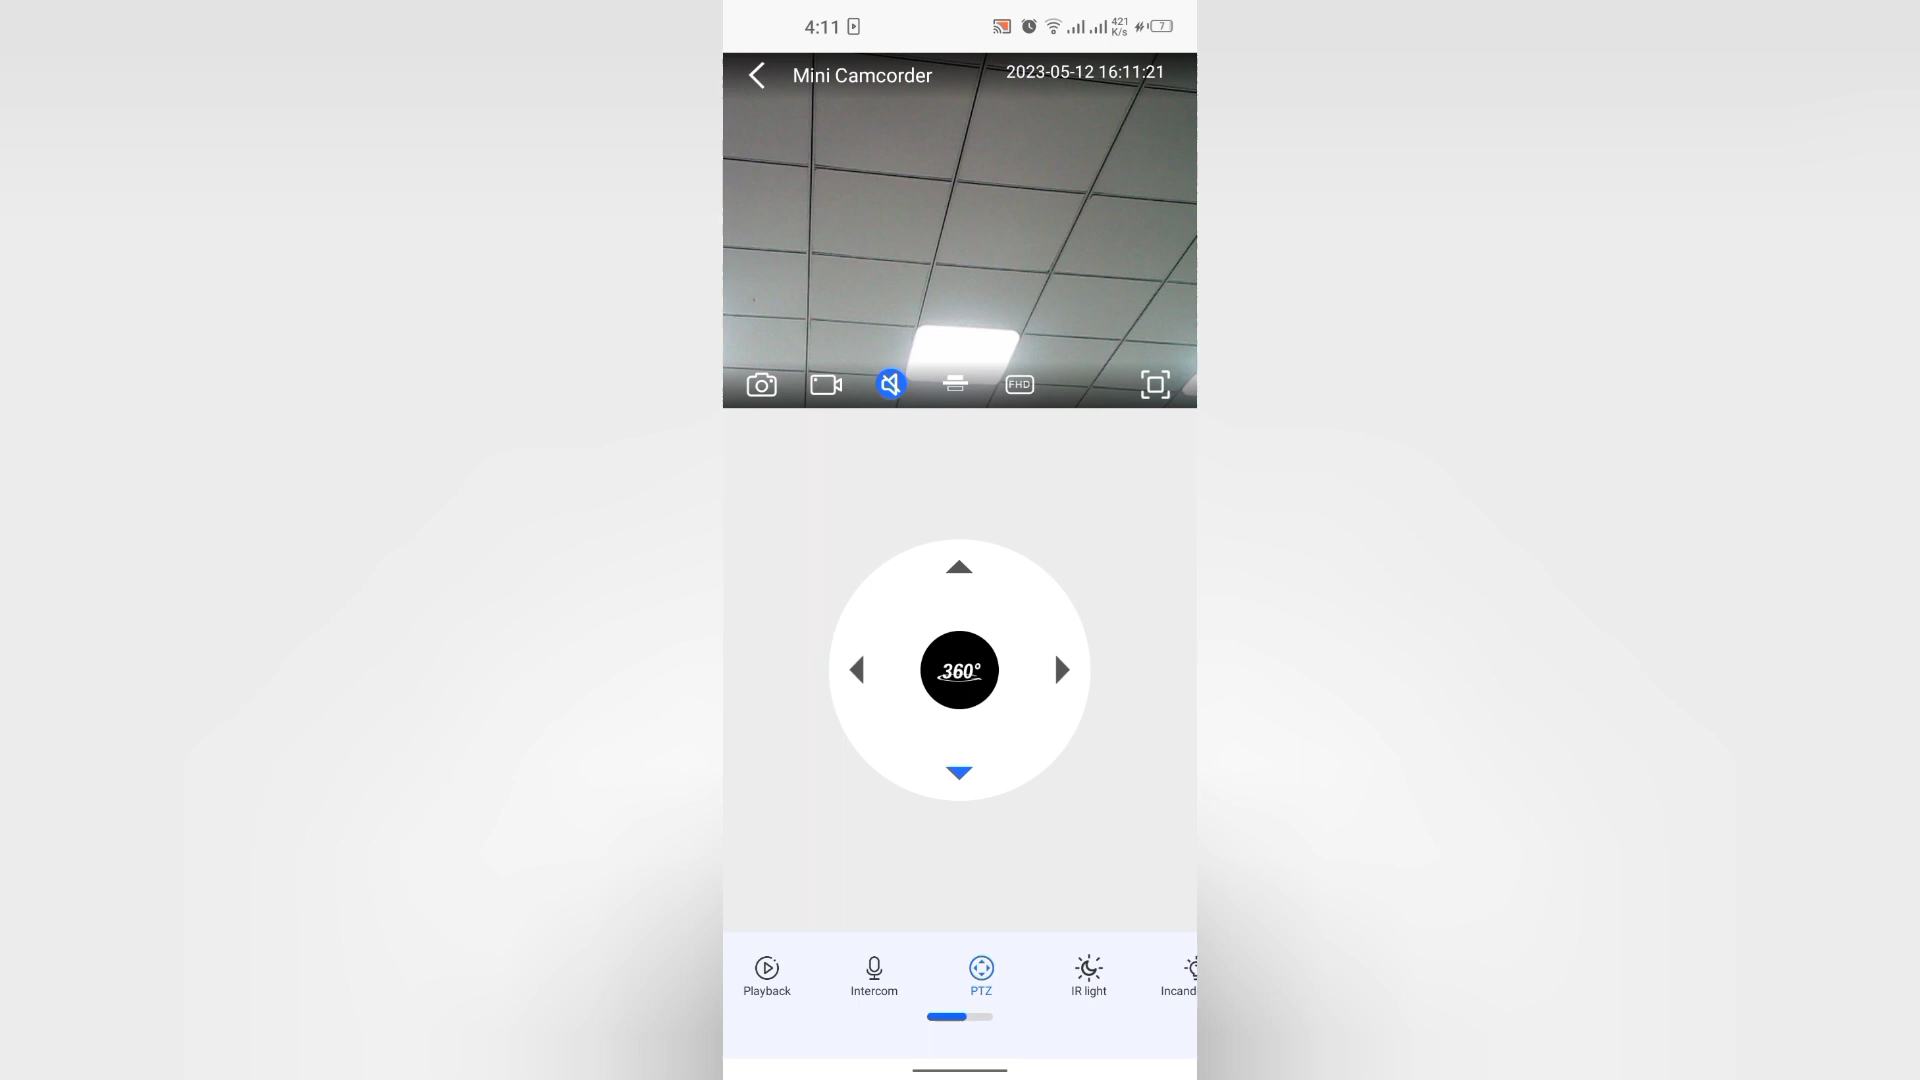 4:11
421
K/s
7
Mini Camcorder
2023-05-12 16:11:21
FHD
360°
Playback
Intercom
PTZ
IR light
Incand